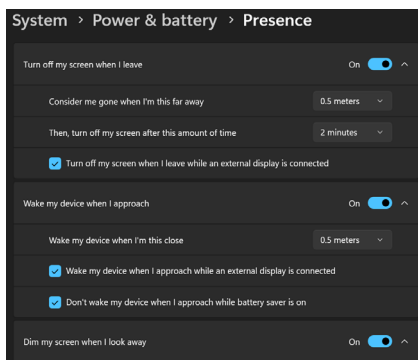 System > Power & battery > Presence
Turn off my screen when I leave On
Consider me gone when I'm this far away 0.5 meters
Then, turn off my screen after this amount of time 2 minutes
Turn off my screen when I leave while an external display is connected
Wake my device when I approach On
Wake my device when I'm this close 0.5 meters
Wake my device when I approach while an external display is connected
Don't wake my device when I approach while battery saver is on
Dim my screen when I look away On